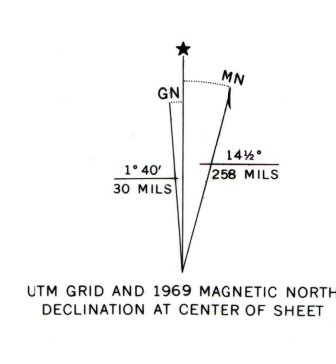 MN
GN
14½°
258 MILS
1° 40′
30 MILS
UTM GRID AND 1969 MAGNETIC NORTH
DECLINATION AT CENTER OF SHEET